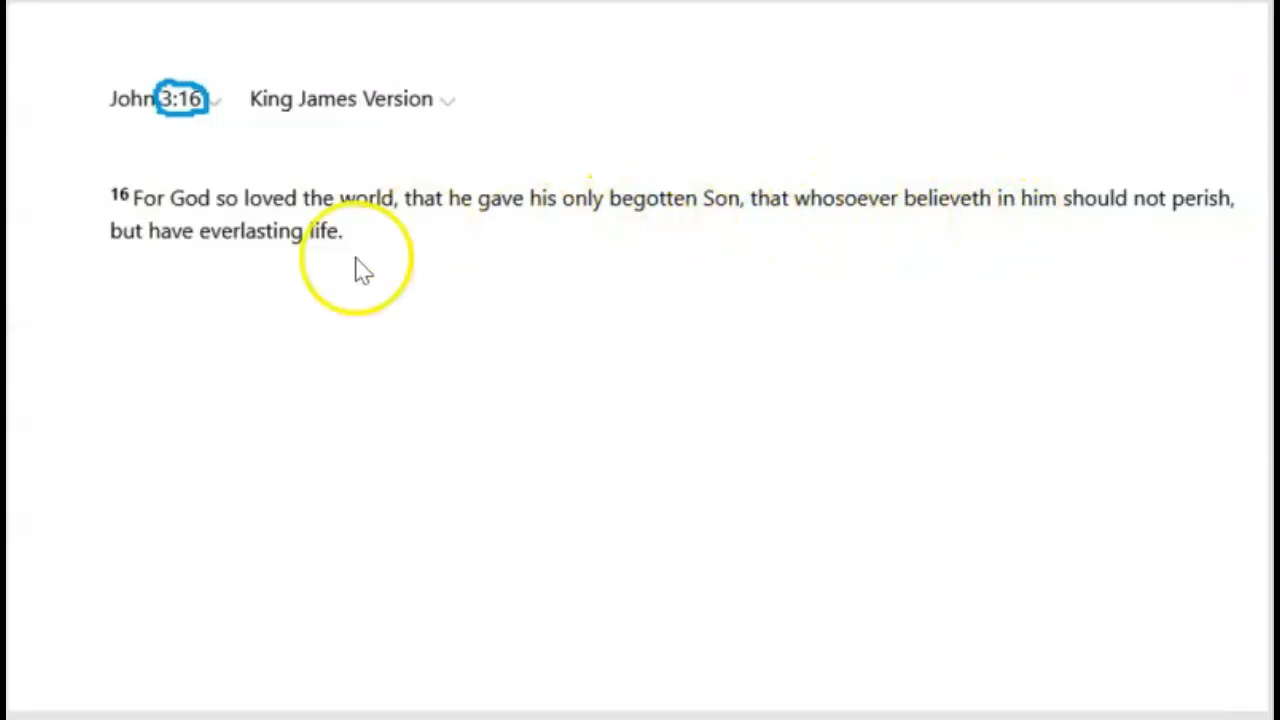 John 3:16 King James Version
16 For God so loved the world, that he gave his only begotten Son, that whosoever believeth in him should not perish,
but have everlasting life.